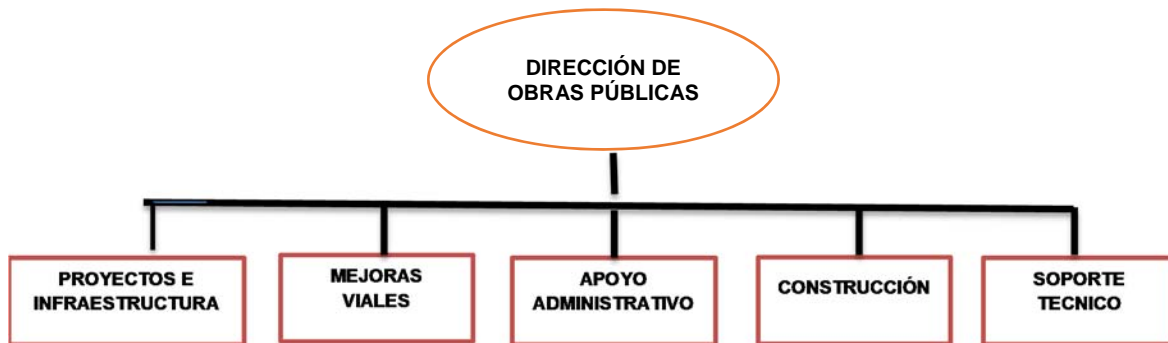 DIRECCIÓN DE
OBRAS PÚBLICAS
PROYECTOS E
INFRAESTRUCTURA
MEJORAS
VIALES
APOYO
ADMINISTRATIVO
CONSTRUCCIÓN
SOPORTE
TECNICO